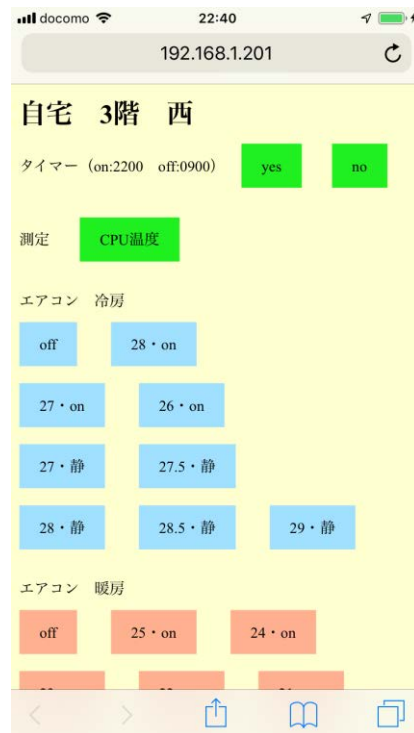 docomo 22:40
192.168.1.201
自宅 3階 西
タイマー (on:2200 off:0900) yes no
測定 CPU温度
エアコン 冷房
off 28・on
27・on 26・on
27・静 27.5・静
28・静 28.5・静 29・静
エアコン 暖房
off 25・on 24・on